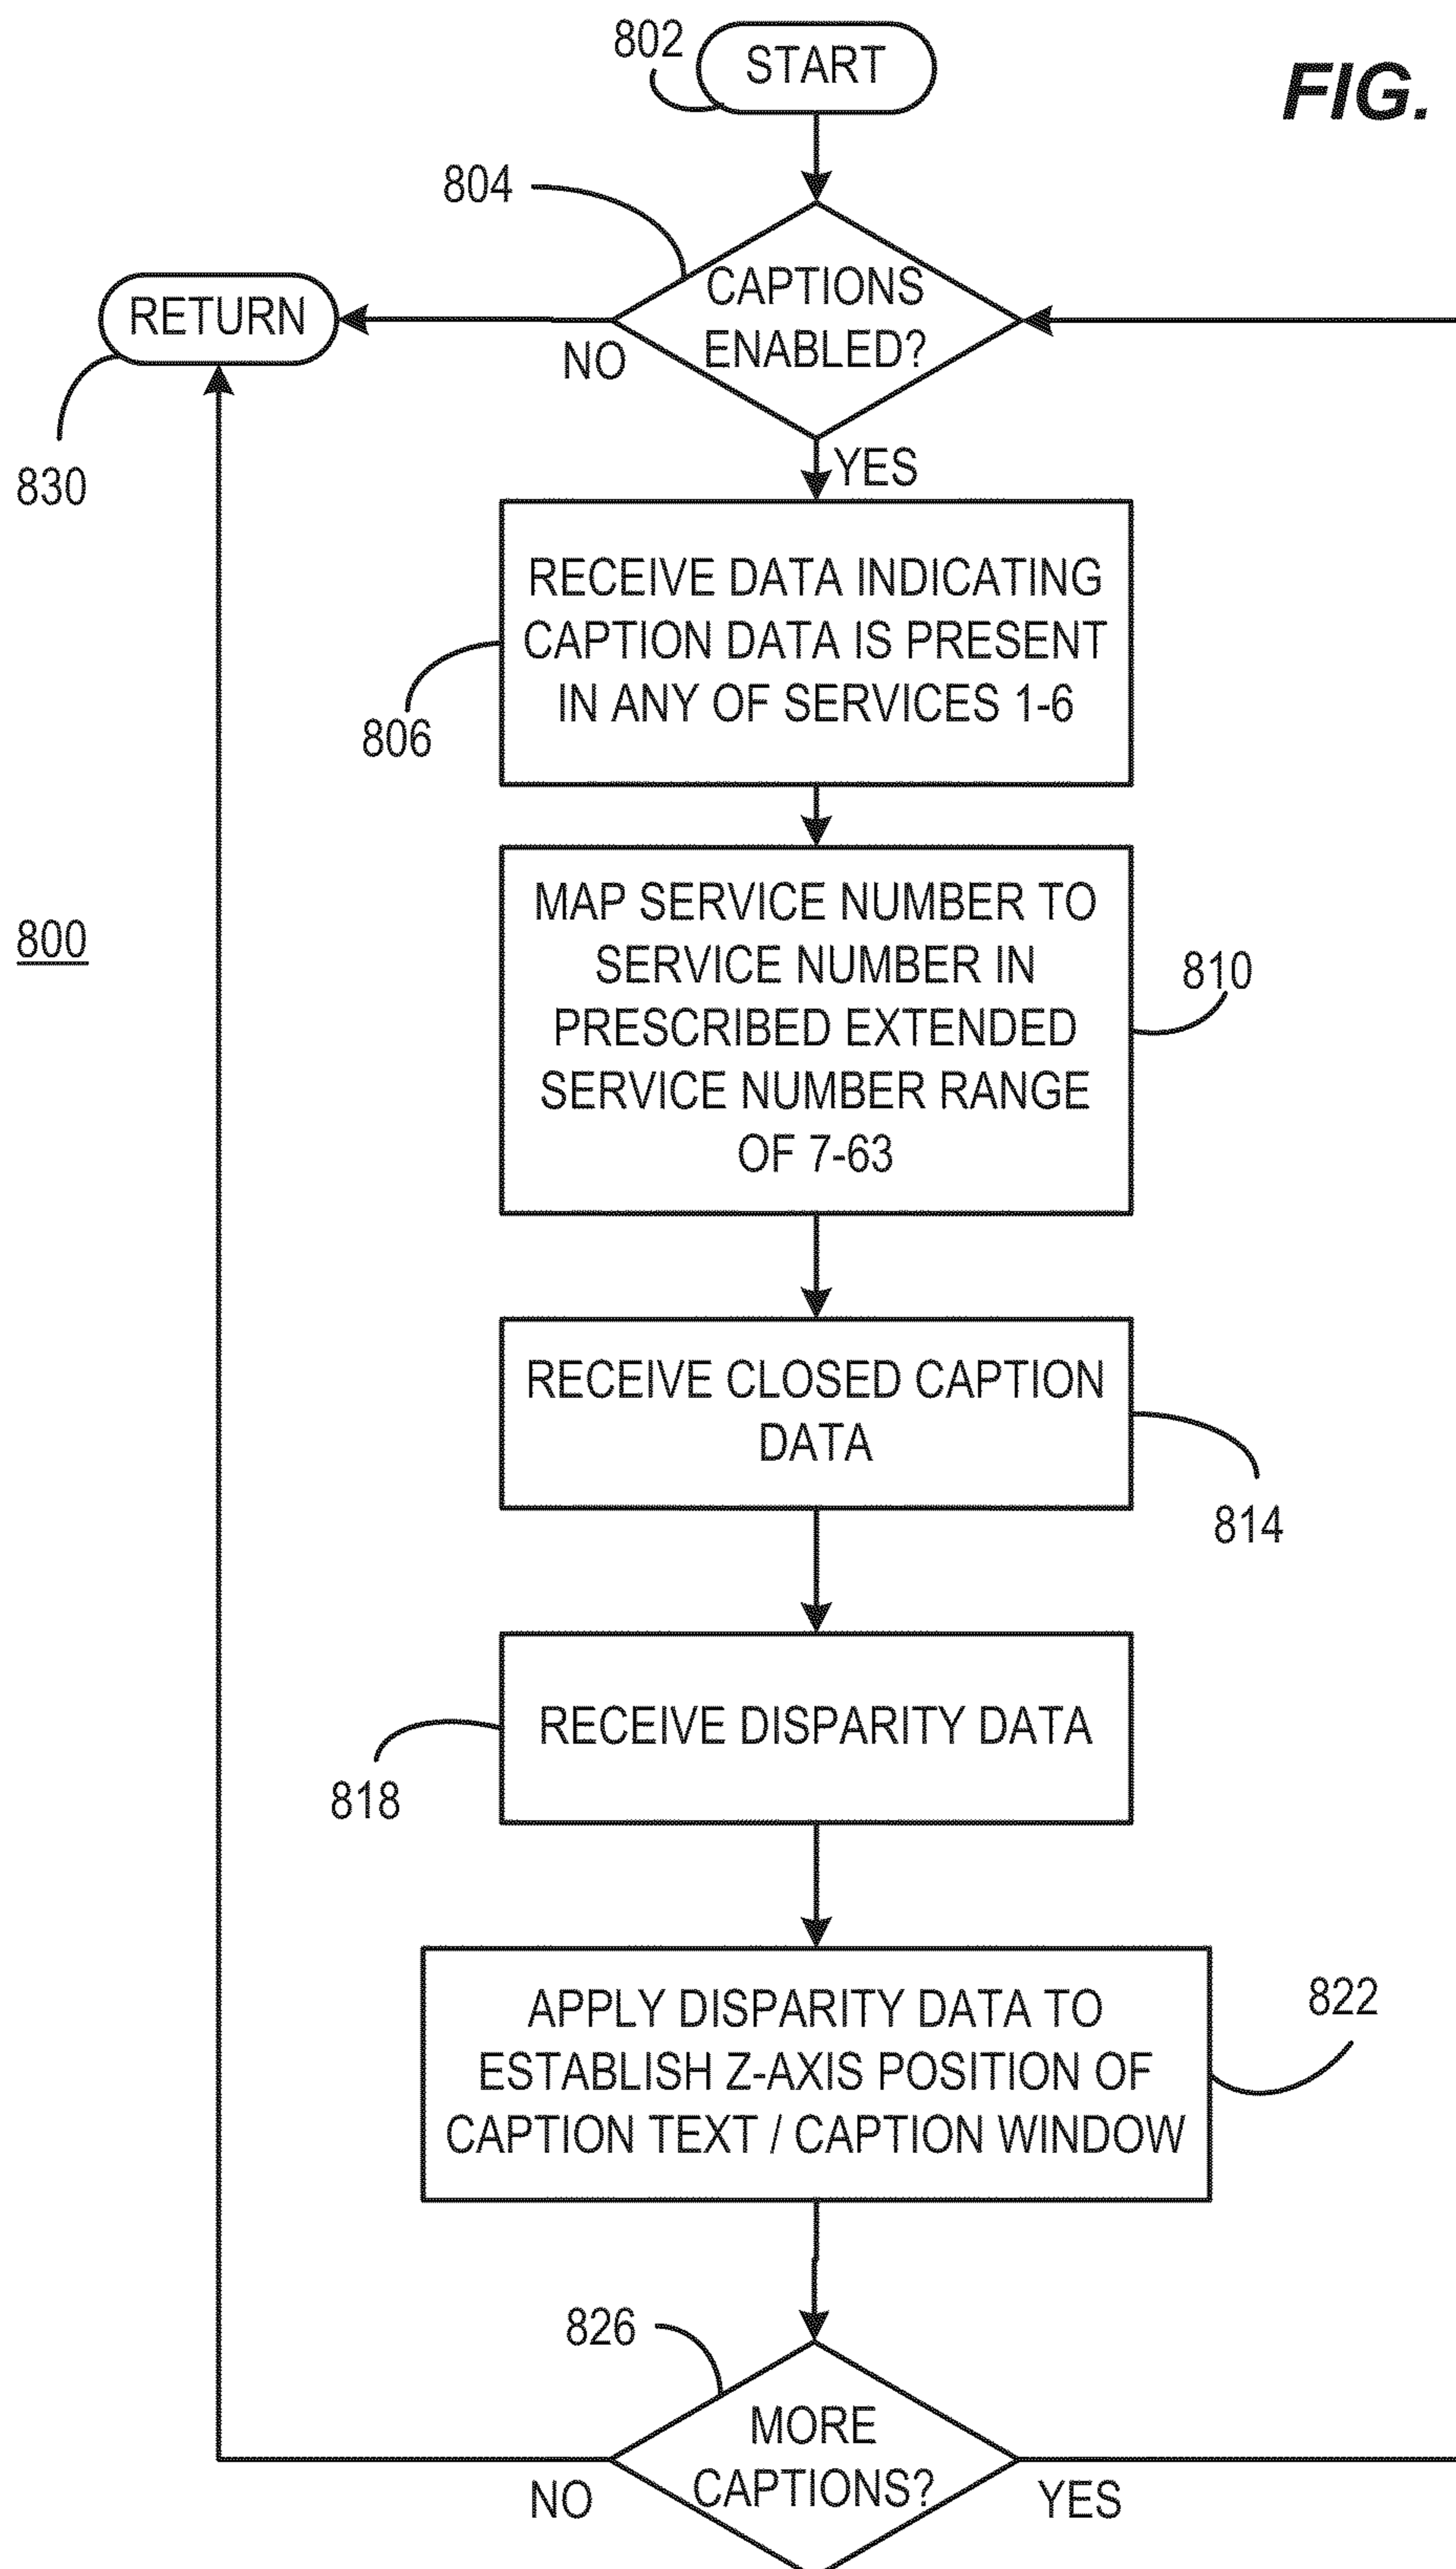 802
START
FIG.
804
CAPTIONS
ENABLED?
RETURN
NO
830
YES
RECEIVE DATA INDICATING
CAPTION DATA IS PRESENT
IN ANY OF SERVICES 1-6
806
MAP SERVICE NUMBER TO
SERVICE NUMBER IN
PRESCRIBED EXTENDED
SERVICE NUMBER RANGE
OF 7-63
800
810
RECEIVE CLOSED CAPTION
DATA
814
RECEIVE DISPARITY DATA
818
APPLY DISPARITY DATA TO
ESTABLISH Z-AXIS POSITION OF
CAPTION TEXT / CAPTION WINDOW
822
826
MORE
CAPTIONS?
NO
YES